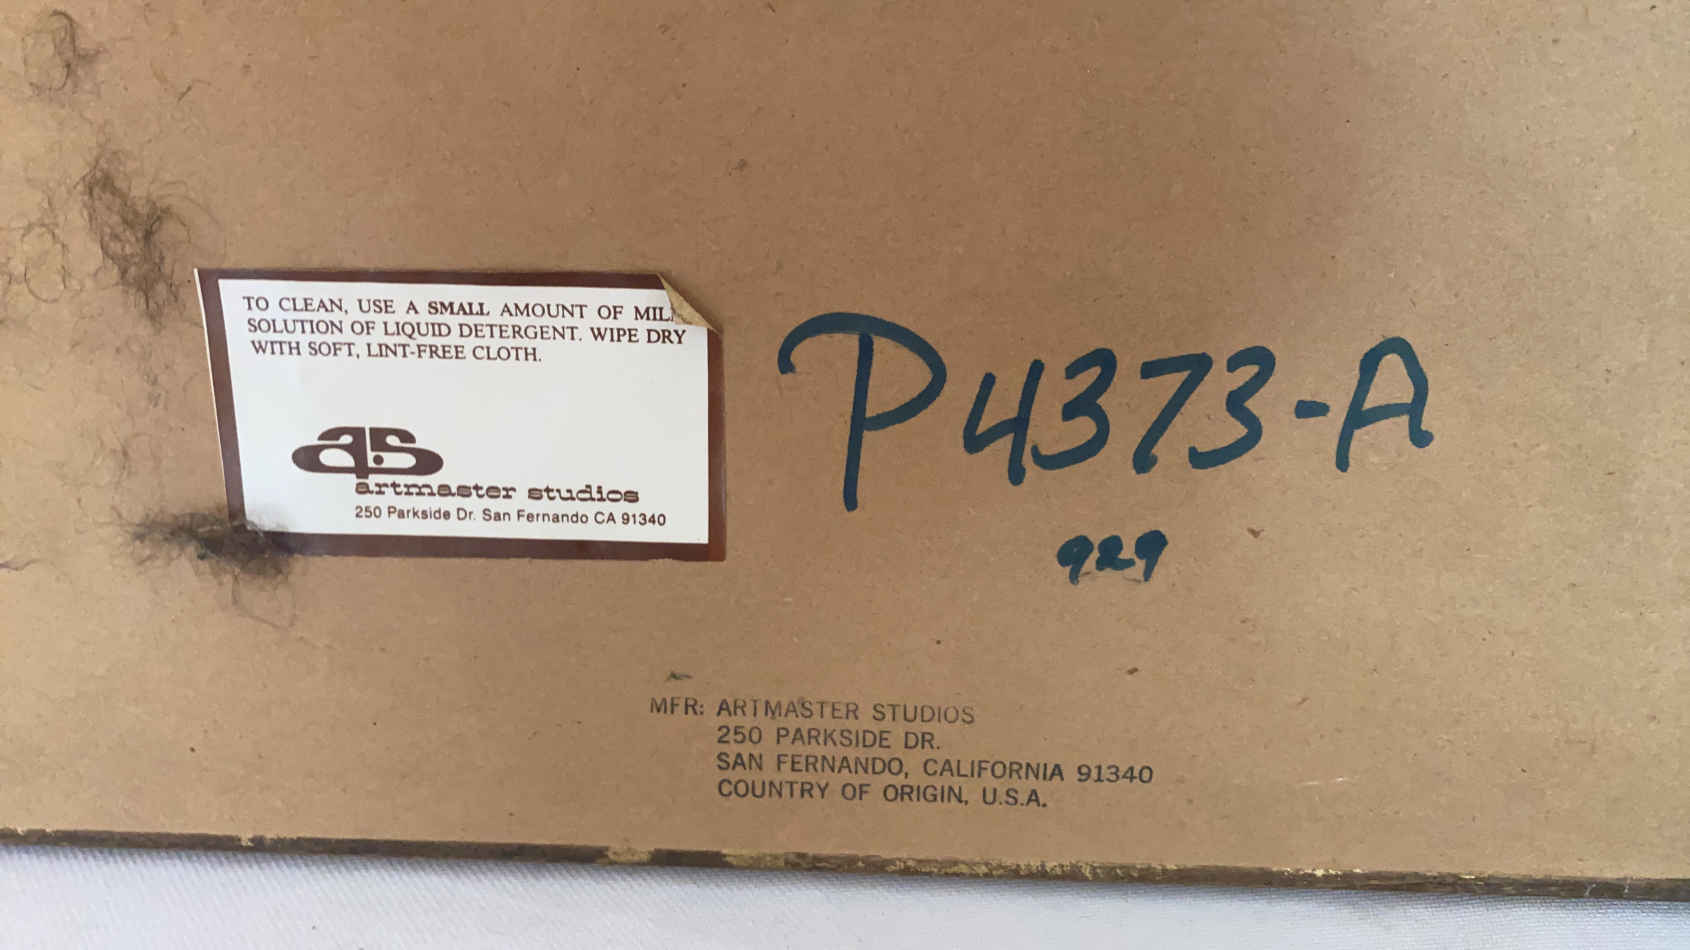 TO CLEAN, USE A SMALL AMOUNT OF
SOLUTION OF LIQUID DETERGENT. WIPE DRY
WITH SOFT, LINT-FREE CLOTH.
a.s
artmaster studios
250 Parkside Dr. San Fernando CA 91340
P4373-A
929
MFR: ARTMASTER STUDIOS
250 PARKSIDE DR.
SAN FERNANDO, CALIFORNIA 91340
COUNTRY OF ORIGIN, U.S.A.